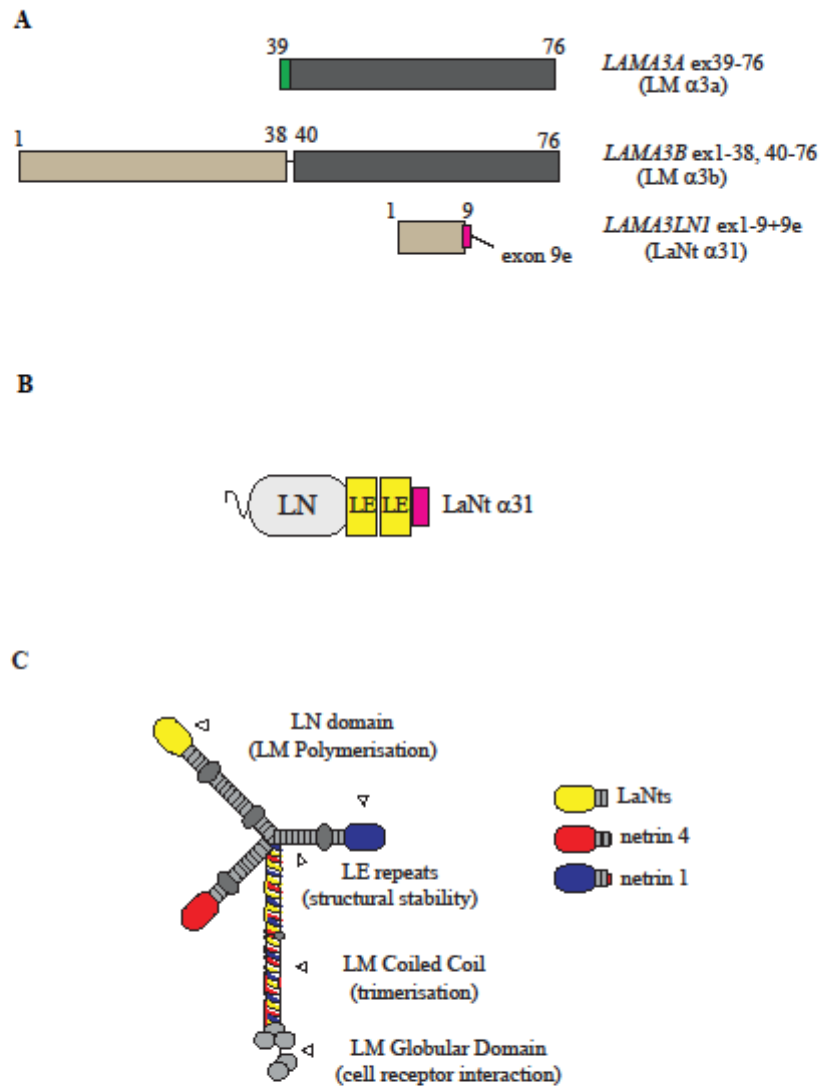 A
39 76
LAMA3A ex39-76
(LM α3a)
1 38 40 76
LAMA3B ex1-38, 40-76
(LM α3b)
1 9
exon 9e
LAMA3LN1 ex1-9+9e
(LaNt α31)
B
LN LE LE LaNt α31
C
LN domain
(LM Polymerisation)
LE repeats
(structural stability)
LM Coiled Coil
(trimerisation)
LM Globular Domain
(cell receptor interaction)
LaNts
netrin 4
netrin 1